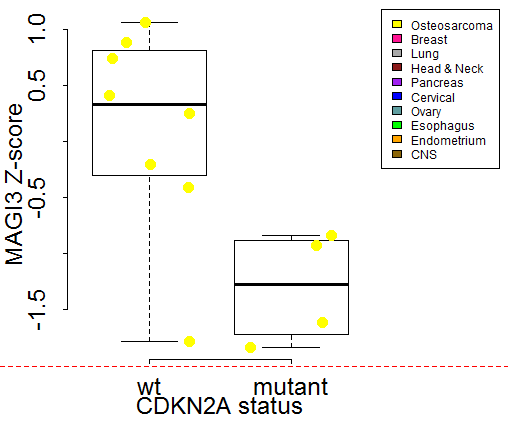 MAGI3 Z-score
1.0
0.5
-0.5
-1.5
Osteosarcoma
Breast
Lung
Head & Neck
Pancreas
Cervical
Ovary
Esophagus
Endometrium
CNS
wt mutant
CDKN2A status